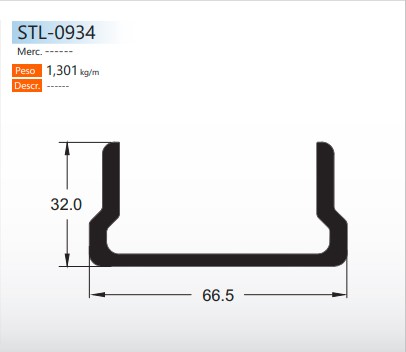 STL-0934
Merc. ------
Peso 1,301 kg/m
Descr. ------
32.0
66.5